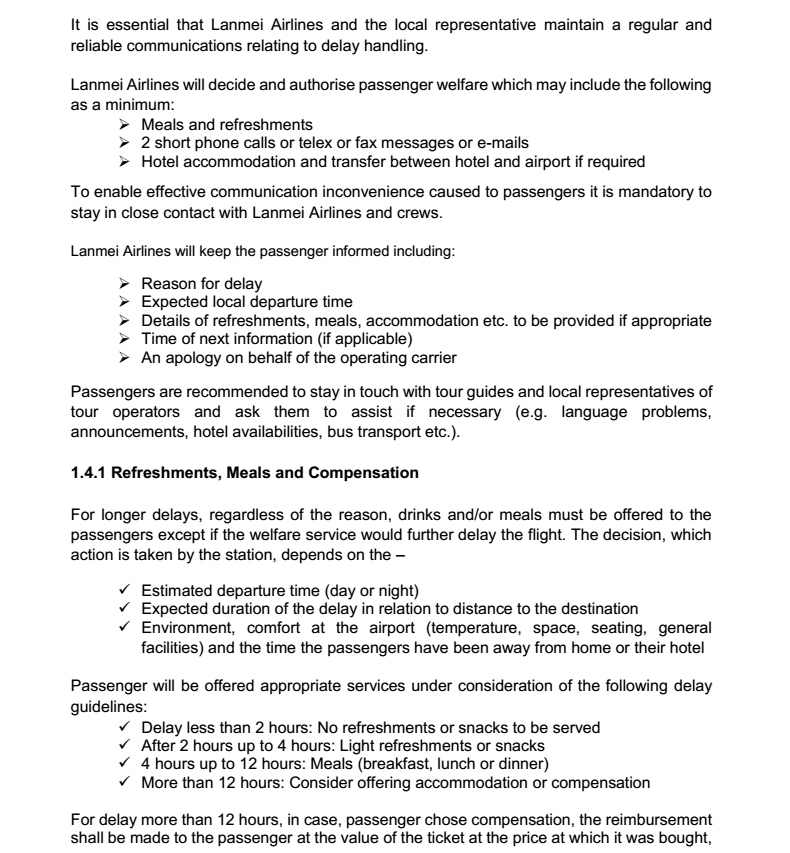 It is essential that Lanmei Airlines and the local representative maintain a regular and
reliable communications relating to delay handling.
Lanmei Airlines will decide and authorise passenger welfare which may include the following
as a minimum:
➢ Meals and refreshments
➢ 2 short phone calls or telex or fax messages or e-mails
➢ Hotel accommodation and transfer between hotel and airport if required
To enable effective communication inconvenience caused to passengers it is mandatory to
stay in close contact with Lanmei Airlines and crews.
Lanmei Airlines will keep the passenger informed including:
➢ Reason for delay
➢ Expected local departure time
➢ Details of refreshments, meals, accommodation etc. to be provided if appropriate
➢ Time of next information (if applicable)
➢ An apology on behalf of the operating carrier
Passengers are recommended to stay in touch with tour guides and local representatives of
tour operators and ask them to assist if necessary (e.g. language problems,
announcements, hotel availabilities, bus transport etc.).
1.4.1 Refreshments, Meals and Compensation
For longer delays, regardless of the reason, drinks and/or meals must be offered to the
passengers except if the welfare service would further delay the flight. The decision, which
action is taken by the station, depends on the –
✓ Estimated departure time (day or night)
✓ Expected duration of the delay in relation to distance to the destination
✓ Environment, comfort at the airport (temperature, space, seating, general
facilities) and the time the passengers have been away from home or their hotel
Passenger will be offered appropriate services under consideration of the following delay
guidelines:
✓ Delay less than 2 hours: No refreshments or snacks to be served
✓ After 2 hours up to 4 hours: Light refreshments or snacks
✓ 4 hours up to 12 hours: Meals (breakfast, lunch or dinner)
✓ More than 12 hours: Consider offering accommodation or compensation
For delay more than 12 hours, in case, passenger chose compensation, the reimbursement
shall be made to the passenger at the value of the ticket at the price at which it was bought,